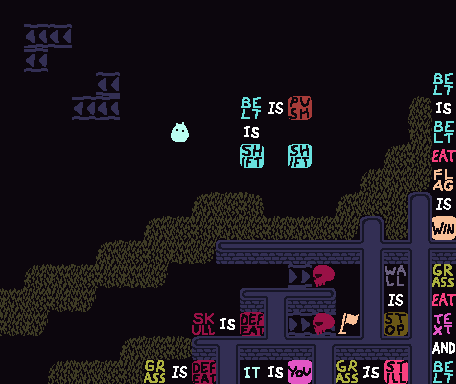 BELT IS PUSH
IS
SHIFT SHIFT
BELT
IS
BELT
EAT
FLAG
IS
WIN
WALL
IS
STOP
GRASS
EAT
TEXT
AND
BELT
SKULL IS DEFEAT
GRASS IS DEFEAT
IT IS YOU
GRASS IS STILL